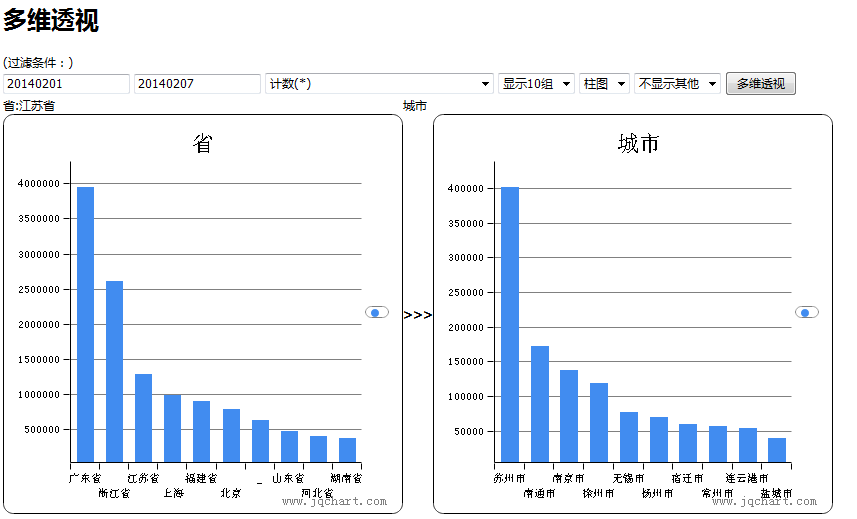 多维透视
(过滤条件：)
20140201 20140207 计数(*) 显示10组 柱图 不显示其他 多维透视
省:江苏省 城市
省
4000000
3500000
3000000
2500000
2000000
1500000
1000000
500000
广东省 江苏省 福建省 _ 山东省 湖南省
浙江省 上海 北京 河北省
www.jqchart.com
>>>
城市
400000
350000
300000
250000
200000
150000
100000
50000
苏州市 南京市 无锡市 宿迁市 连云港市
南通市 徐州市 扬州市 常州市 盐城市
www.jqchart.com